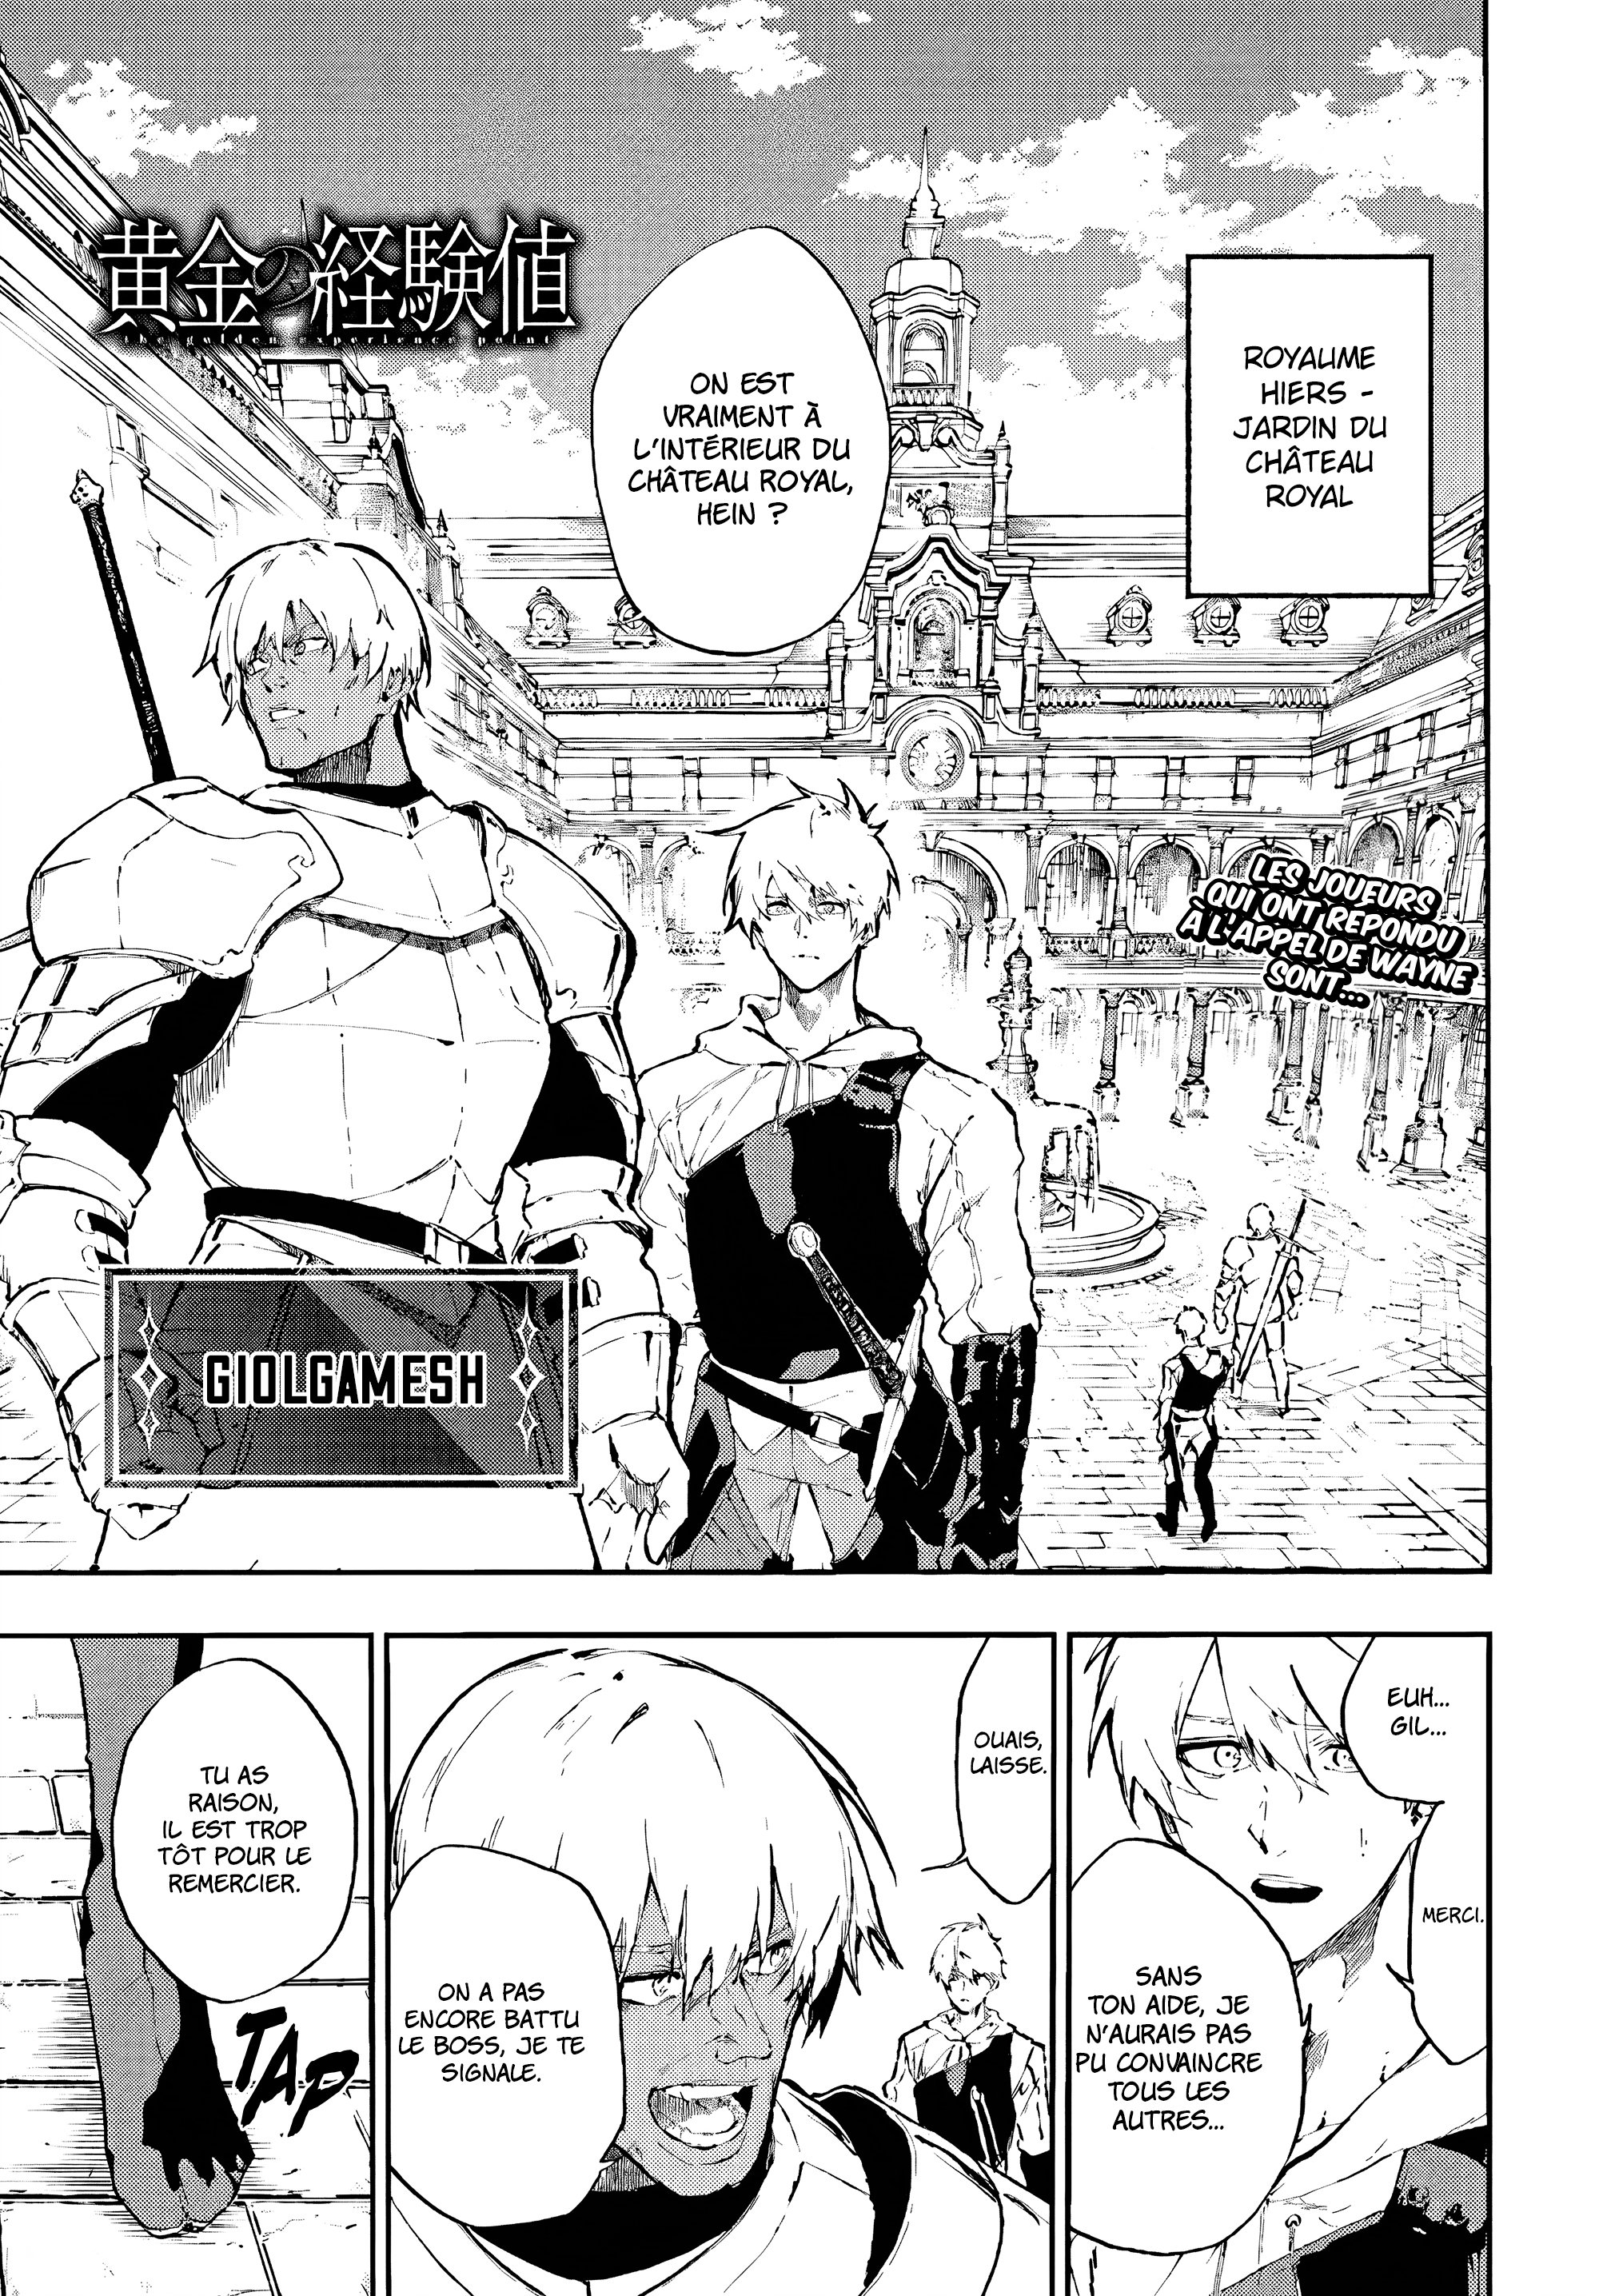 ROYAUME
HIERS -
JARDIN DU
CHÂTEAU
ROYAL
ON EST
VRAIMENT À
L'INTÉRIEUR DU
CHÂTEAU ROYAL,
HEIN ?
黄金の経験値
the golden experience point
LES JOUEURS
QUI ONT RÉPONDU
À L'APPEL DE WAYNE
SONT...
GIOLGAMESH
EUH...
GIL...
MERCI.
SANS
TON AIDE, JE
N'AURAIS PAS
PU CONVAINCRE
TOUS LES
AUTRES...
OUAIS,
LAISSE.
ON A PAS
ENCORE BATTU
LE BOSS, JE TE
SIGNALE.
TU AS
RAISON,
IL EST TROP
TÔT POUR LE
REMERCIER.
TAP